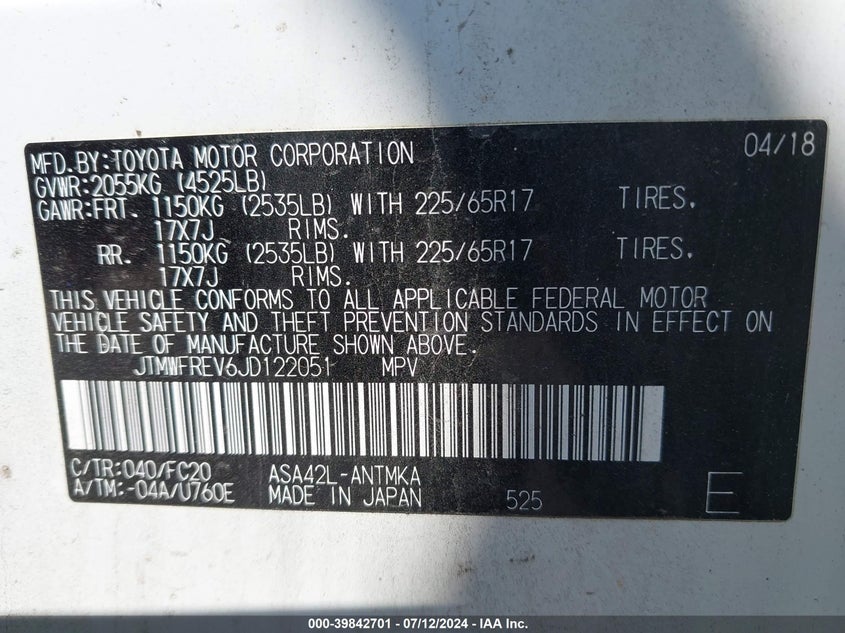 MFD.BY:TOYOTA MOTOR CORPORATION 04/18
GVWR:2055KG (4525LB)
GAWR:FRT. 1150KG (2535LB) WITH 225/65R17 TIRES.
17X7J RIMS.
RR. 1150KG (2535LB) WITH 225/65R17 TIRES.
17X7J RIMS.
THIS VEHICLE CONFORMS TO ALL APPLICABLE FEDERAL MOTOR
VEHICLE SAFETY AND THEFT PREVENTION STANDARDS IN EFFECT ON
THE DATE OF MANUFACTURE SHOWN ABOVE.
JTMWFREV6JD122051 MPV
C/TR:040/FC20 ASA42L-ANTMKA
A/TM:-04A/U760E MADE IN JAPAN 525 E
000-39842701 / 07/12/2024 - IAA Inc.